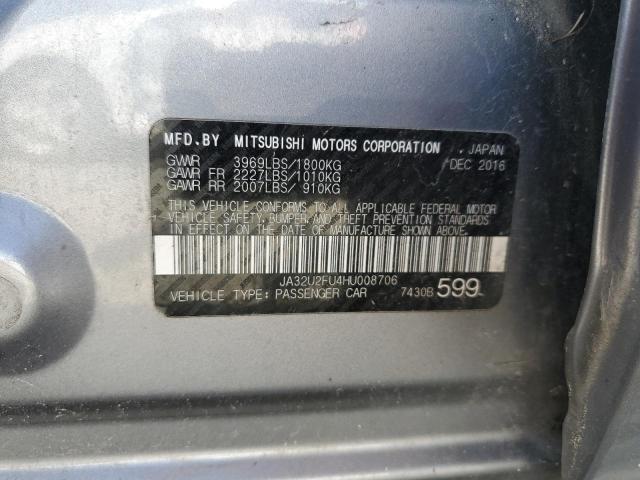 MFD.BY MITSUBISHI MOTORS CORPORATION JAPAN
GVWR 3969LBS/1800KG DEC 2016
GAWR FR 2227LBS/1010KG
GAWR RR 2007LBS/ 910KG
THIS VEHICLE CONFORMS TO ALL APPLICABLE FEDERAL MOTOR
VEHICLE SAFETY, BUMPER AND THEFT PREVENTION STANDARDS
IN EFFECT ON THE DATE OF MANUFACTURE SHOWN ABOVE.
JA32U2FU4HU008706
VEHICLE TYPE: PASSENGER CAR 7430B 599